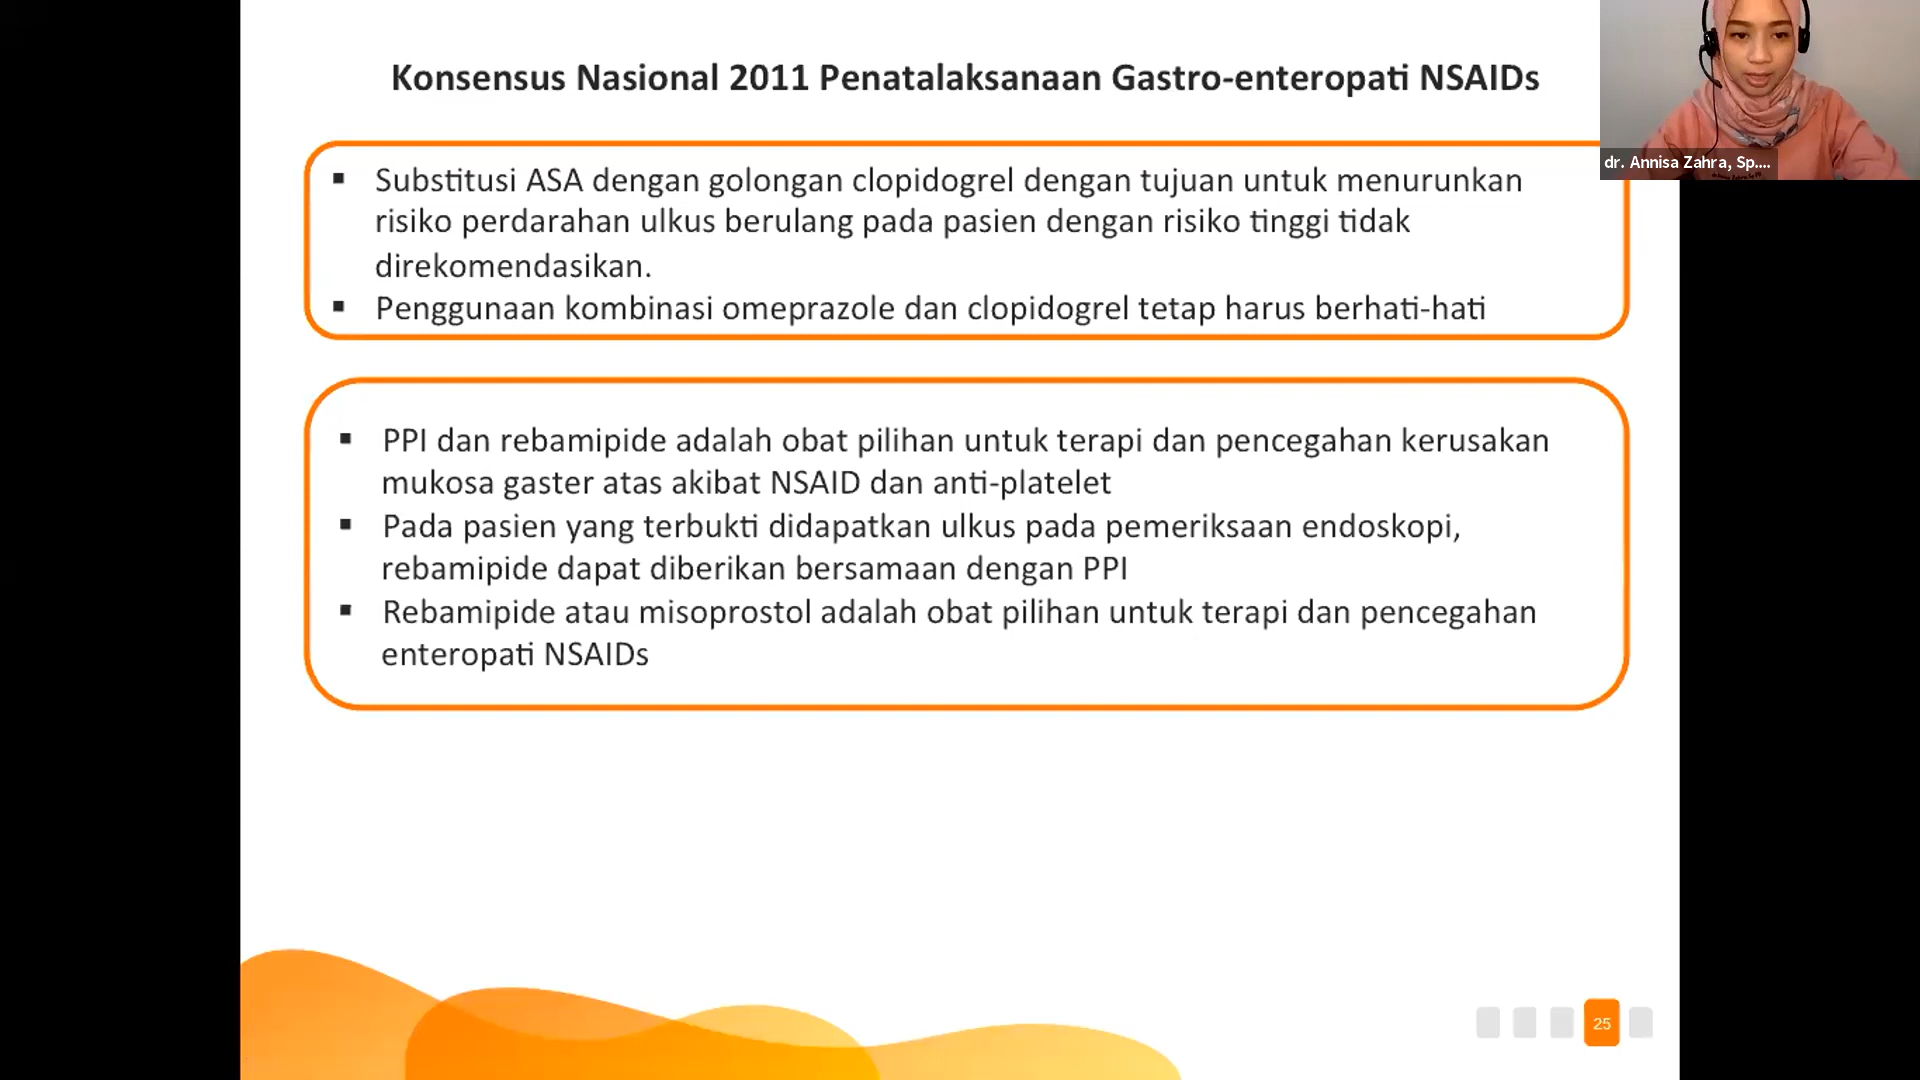 Konsensus Nasional 2011 Penatalaksanaan Gastro-enteropati NSAIDs
dr. Annisa Zahra, Sp....
▪ Substitusi ASA dengan golongan clopidogrel dengan tujuan untuk menurunkan
risiko perdarahan ulkus berulang pada pasien dengan risiko tinggi tidak
direkomendasikan.
▪ Penggunaan kombinasi omeprazole dan clopidogrel tetap harus berhati-hati
▪ PPI dan rebamipide adalah obat pilihan untuk terapi dan pencegahan kerusakan
mukosa gaster atas akibat NSAID dan anti-platelet
▪ Pada pasien yang terbukti didapatkan ulkus pada pemeriksaan endoskopi,
rebamipide dapat diberikan bersamaan dengan PPI
▪ Rebamipide atau misoprostol adalah obat pilihan untuk terapi dan pencegahan
enteropati NSAIDs
25